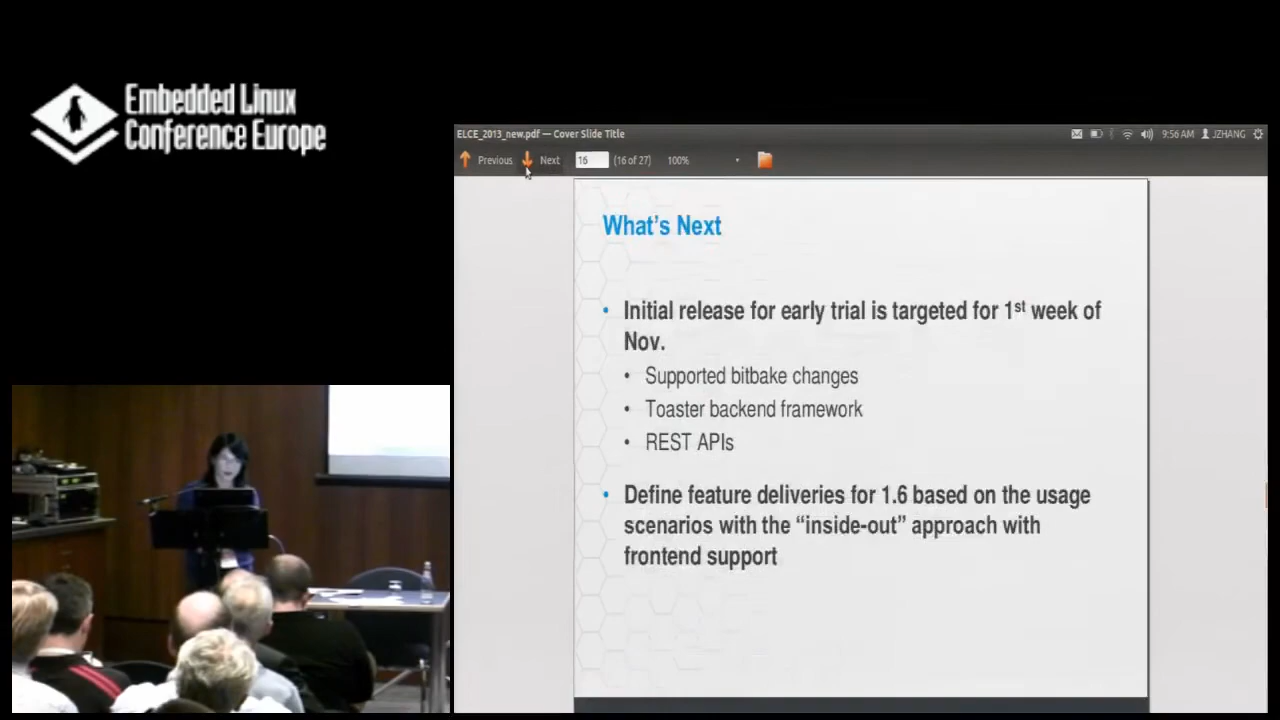 Embedded Linux
Conference Europe
ELCE_2013_new.pdf — Cover Slide Title
9:56 AM
JZHANG
Previous
Next
16
(16 of 27)
100%
What's Next
• Initial release for early trial is targeted for 1st week of
Nov.
• Supported bitbake changes
• Toaster backend framework
• REST APIs
• Define feature deliveries for 1.6 based on the usage
scenarios with the “inside-out” approach with
frontend support